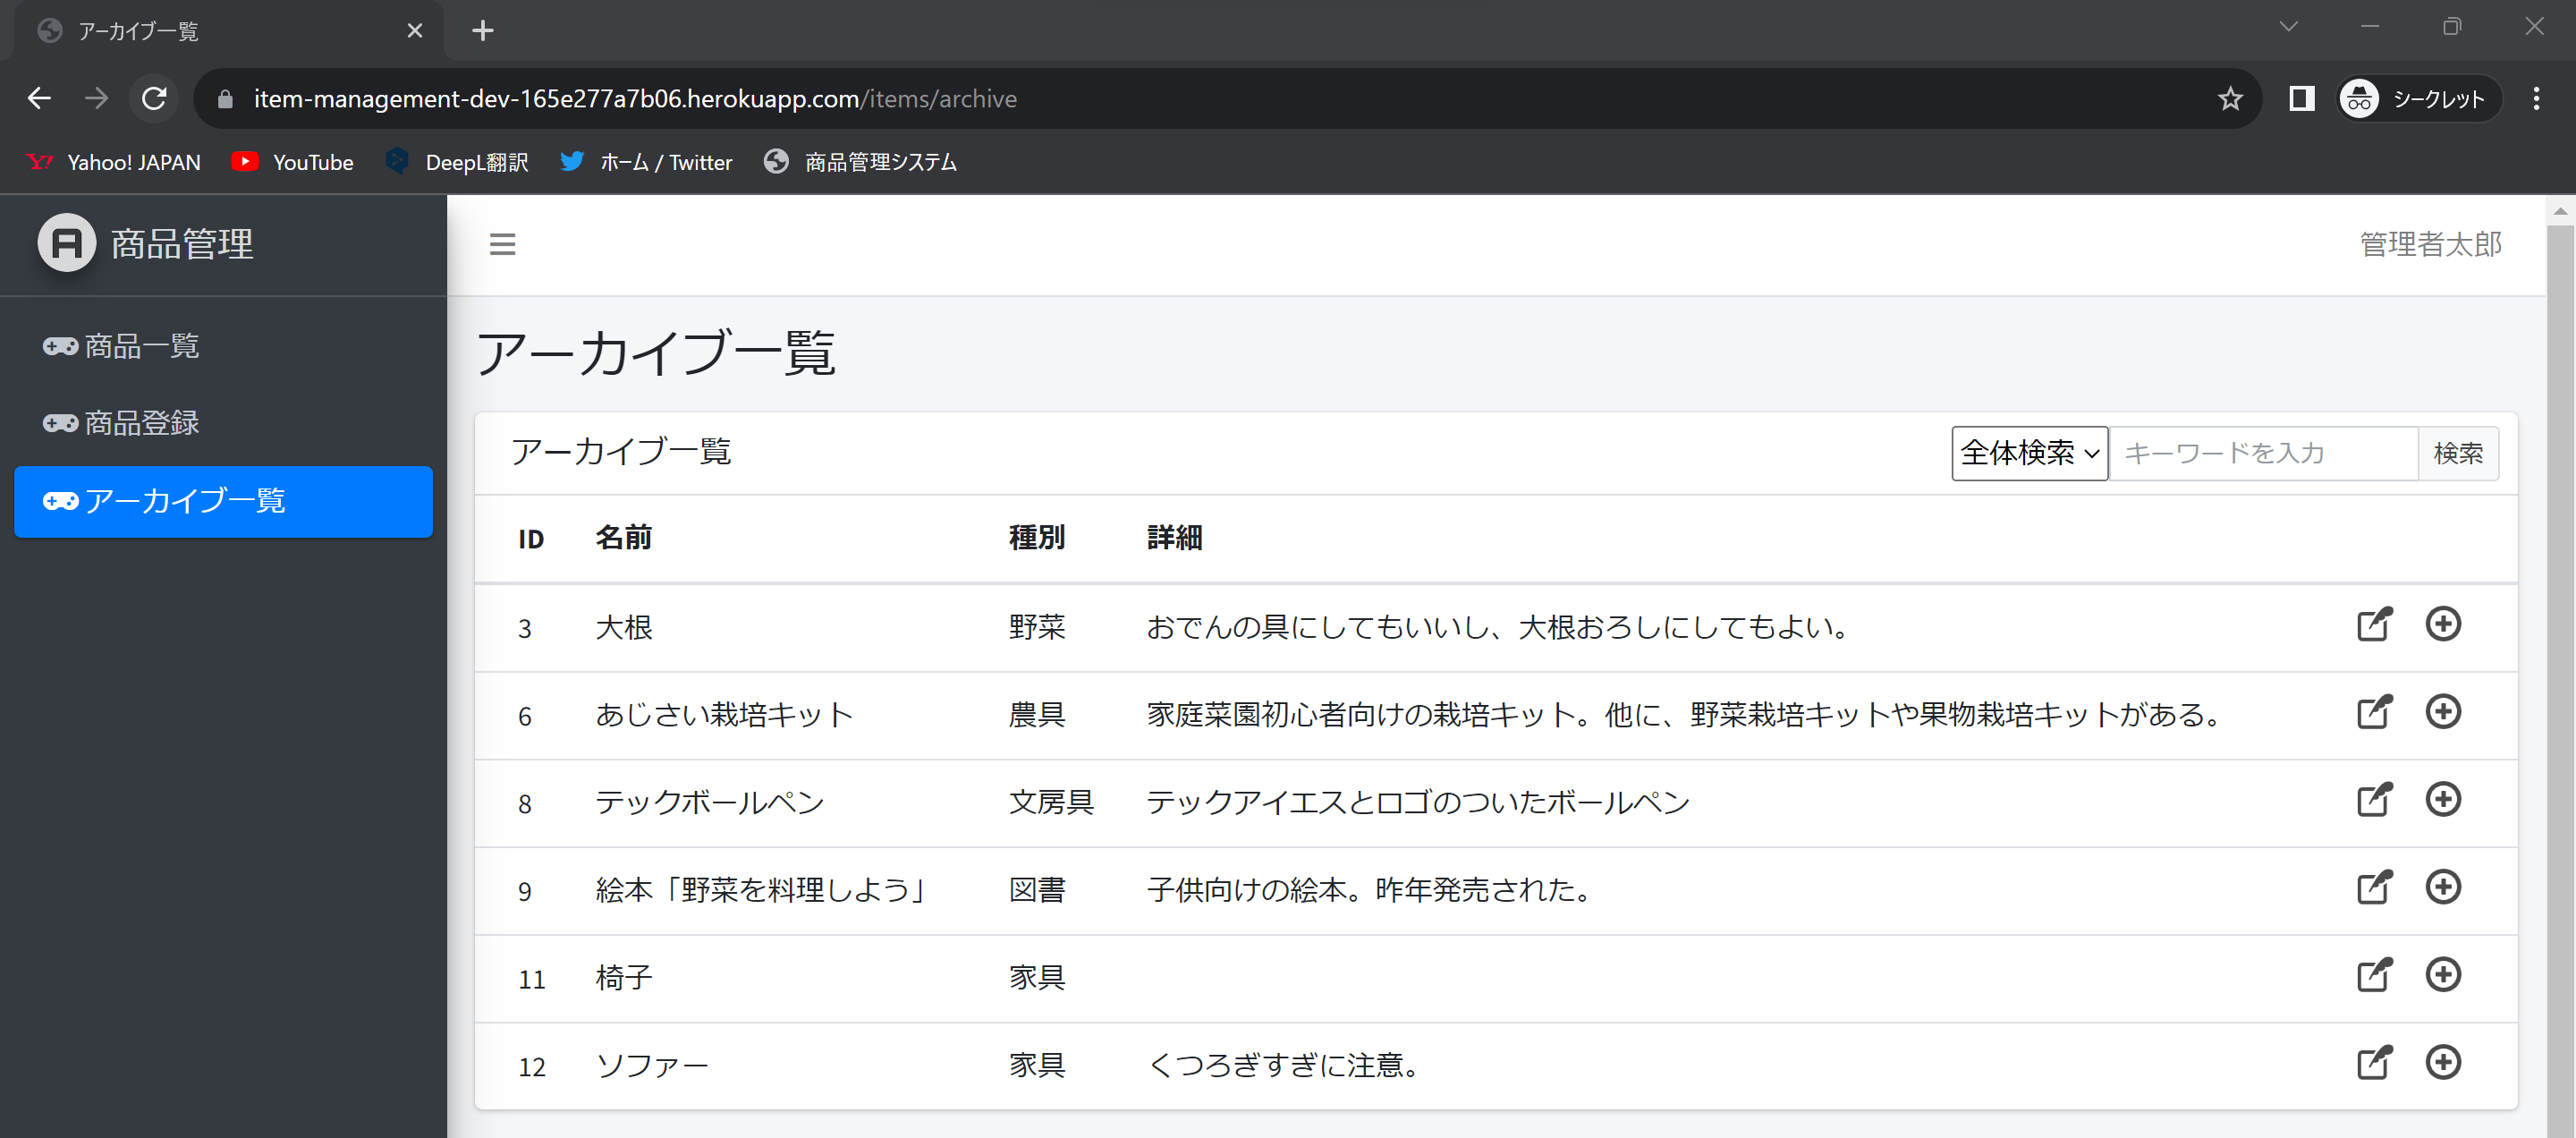 アーカイブ一覧
item-management-dev-165e277a7b06.herokuapp.com/items/archive
シークレット
Yahoo! JAPAN
YouTube
DeepL翻訳
ホーム / Twitter
商品管理システム
商品管理
管理者太郎
商品一覧
商品登録
アーカイブ一覧
アーカイブ一覧
アーカイブ一覧
全体検索
キーワードを入力
検索
ID 名前 種別 詳細
3 大根 野菜 おでんの具にしてもいいし、大根おろしにしてもよい。
6 あじさい栽培キット 農具 家庭菜園初心者向けの栽培キット。他に、野菜栽培キットや果物栽培キットがある。
8 テックボールペン 文房具 テックアイエスとロゴのついたボールペン
9 絵本「野菜を料理しよう」 図書 子供向けの絵本。昨年発売された。
11 椅子 家具
12 ソファー 家具 くつろぎすぎに注意。